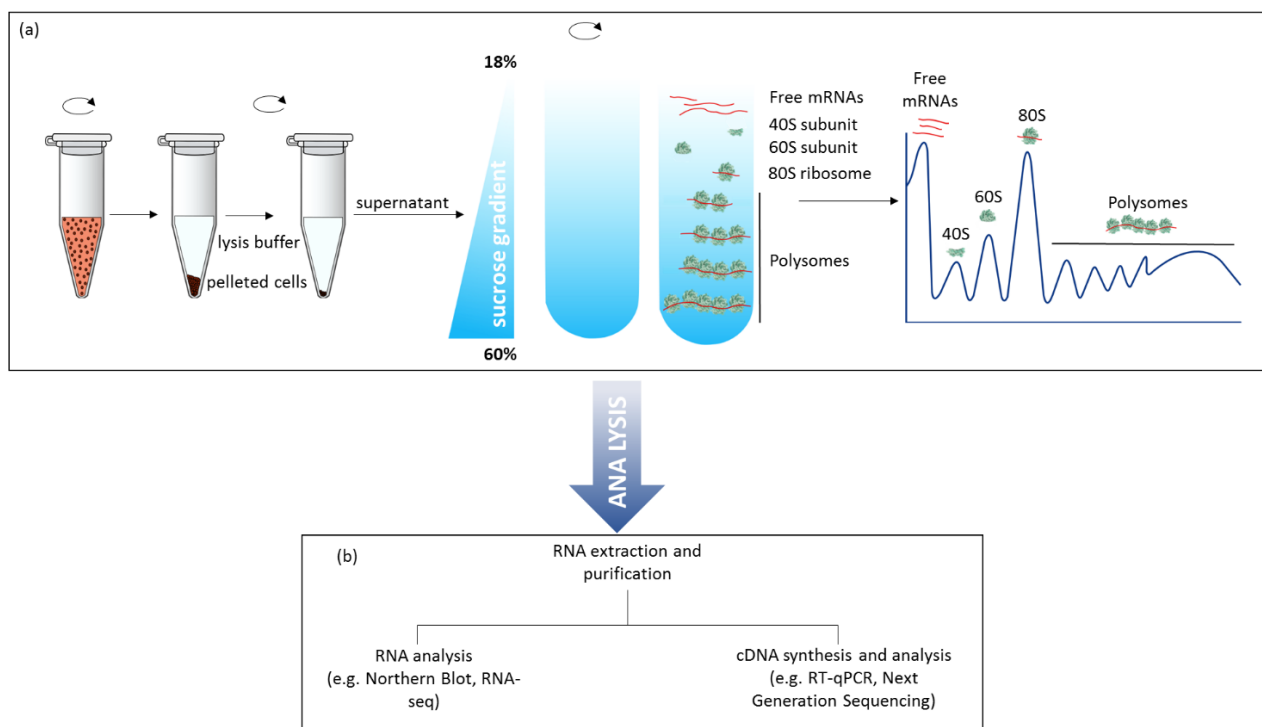 (a)
lysis buffer
pelleted cells
supernatant
18%
sucrose gradient
60%
Free mRNAs
40S subunit
60S subunit
80S ribosome
Polysomes
Free
mRNAs
40S
60S
80S
Polysomes
ANA LYSIS
(b)
RNA extraction and
purification
RNA analysis
(e.g. Northern Blot, RNA-
seq)
cDNA synthesis and analysis
(e.g. RT-qPCR, Next
Generation Sequencing)